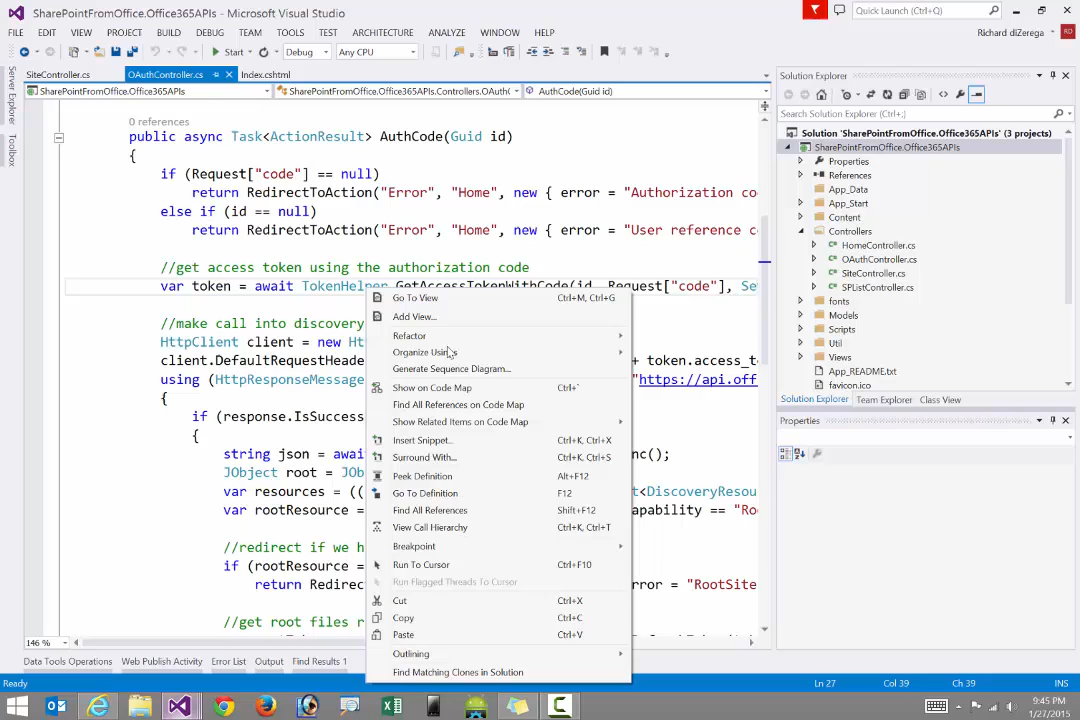 SharePointFromOffice.Office365APIs - Microsoft Visual Studio
Quick Launch (Ctrl+Q)
FILE EDIT VIEW PROJECT BUILD DEBUG TEAM TOOLS TEST ARCHITECTURE ANALYZE WINDOW HELP
Richard diZerega
RD
Start Debug Any CPU
Server Explorer
Toolbox
SiteController.cs OAuthController.cs Index.cshtml
SharePointFromOffice.Office365APIs SharePointFromOffice.Office365APIs.Controllers.OAuth( AuthCode(Guid id)
0 references
public async Task<ActionResult> AuthCode(Guid id)
{
if (Request["code"] == null)
return RedirectToAction("Error", "Home", new { error = "Authorization co
else if (id == null)
return RedirectToAction("Error", "Home", new { error = "User reference c
//get access token using the authorization code
var token = await TokenHelper.GetAccessTokenWithCode(id, Request["code"], Se
//make call into discovery
HttpClient client = new Ht
client.DefaultRequestHeade + token.access_to
using (HttpResponseMessage "https://api.off
{
if (response.IsSuccess
{
string json = awai nc();
JObject root = JOb
var resources = (( t<DiscoveryResou
var rootResource = apability == "Ro
//redirect if we h
if (rootResource =
return Redirec rror = "RootSite
//get root files r
Go To View Ctrl+M, Ctrl+G
Add View...
Refactor
Organize Usings
Generate Sequence Diagram...
Show on Code Map Ctrl+`
Find All References on Code Map
Show Related Items on Code Map
Insert Snippet... Ctrl+K, Ctrl+X
Surround With... Ctrl+K, Ctrl+S
Peek Definition Alt+F12
Go To Definition F12
Find All References Shift+F12
View Call Hierarchy Ctrl+K, Ctrl+T
Breakpoint
Run To Cursor Ctrl+F10
Run Flagged Threads To Cursor
Cut Ctrl+X
Copy Ctrl+C
Paste Ctrl+V
Outlining
Find Matching Clones in Solution
Solution Explorer
Search Solution Explorer (Ctrl+;)
Solution 'SharePointFromOffice.Office365APIs' (3 projects)
SharePointFromOffice.Office365APIs
Properties
References
App_Data
App_Start
Content
Controllers
HomeController.cs
OAuthController.cs
SiteController.cs
SPListController.cs
fonts
Models
Scripts
Util
Views
App_README.txt
favicon.ico
Solution Explorer Team Explorer Class View
Properties
146 %
Data Tools Operations Web Publish Activity Error List Output Find Results 1
Ready Ln 27 Col 39 Ch 39 INS
9:45 PM
1/27/2015